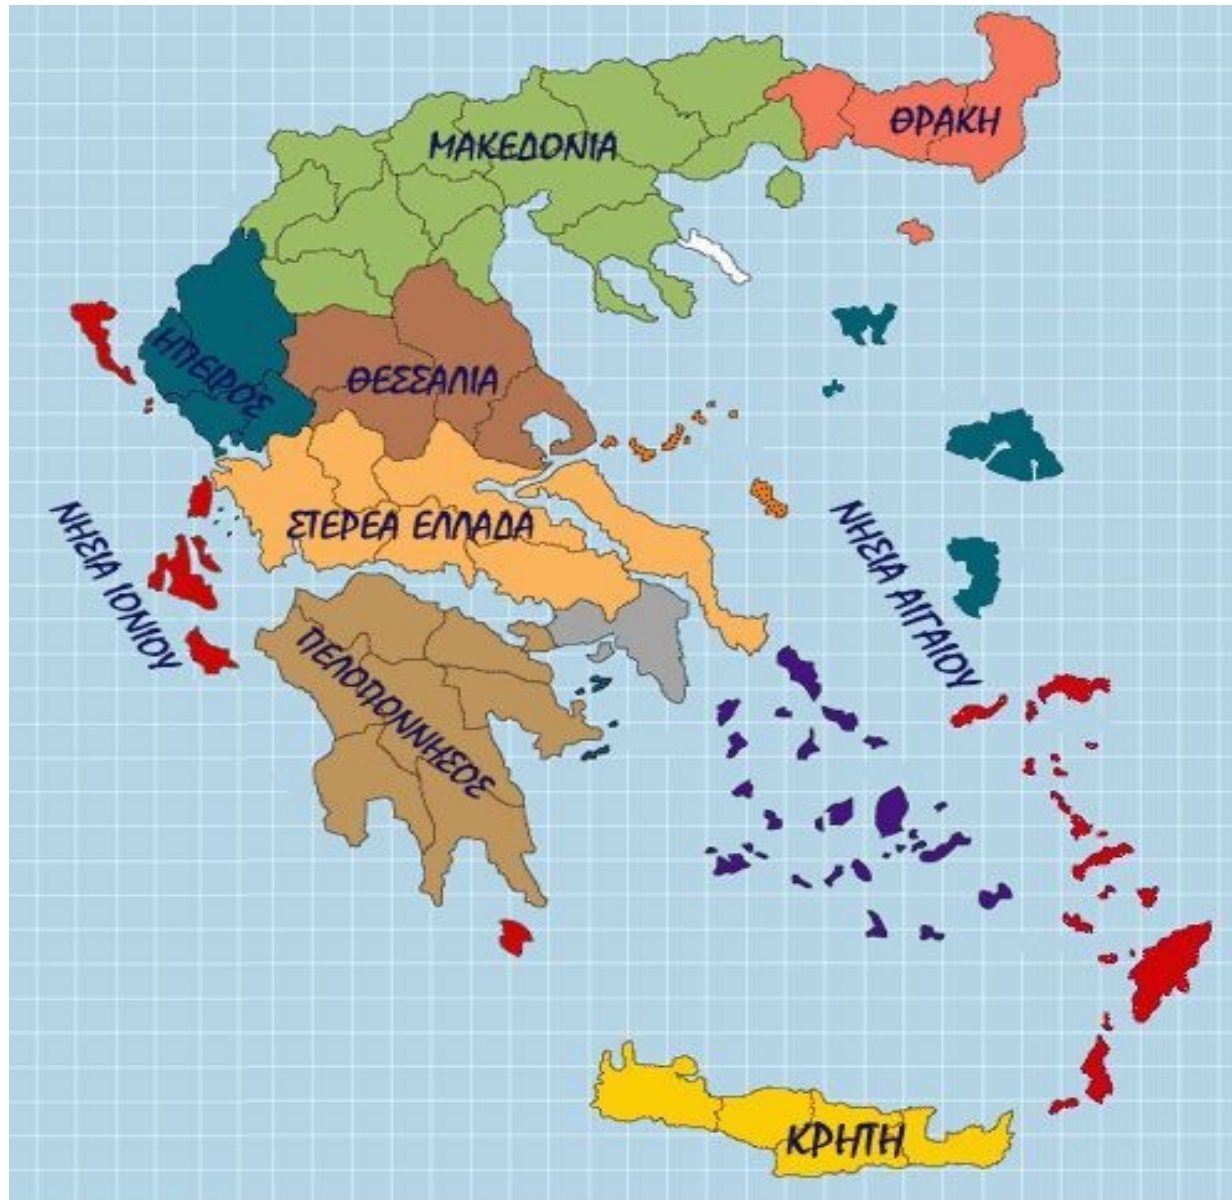 ΜΑΚΕΔΟΝΙΑ
ΘΡΑΚΗ
ΗΠΕΙΡΟΣ
ΘΕΣΣΑΛΙΑ
ΣΤΕΡΕΑ ΕΛΛΑΔΑ
ΝΗΣΙΑ ΙΟΝΙΟΥ
ΝΗΣΙΑ ΑΙΓΑΙΟΥ
ΠΕΛΟΠΟΝΝΗΣΟΣ
ΚΡΗΤΗ